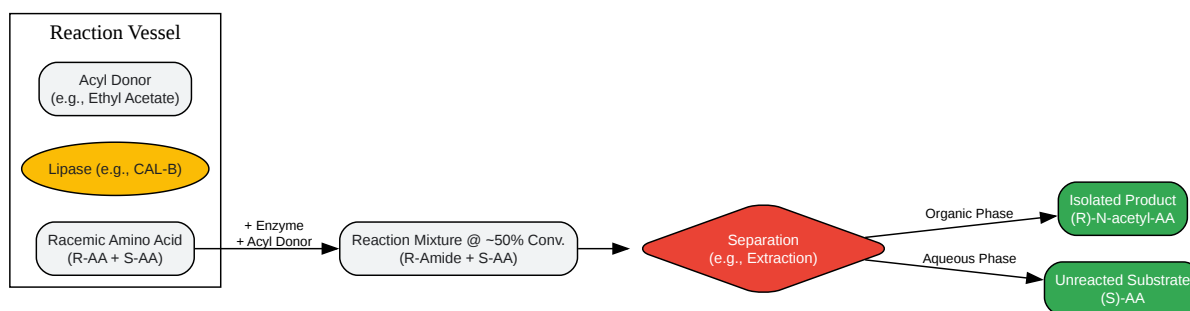 Reaction Vessel
Acyl Donor
(e.g., Ethyl Acetate)
Lipase (e.g., CAL-B)
Racemic Amino Acid
(R-AA + S-AA)
+ Enzyme
+ Acyl Donor
Reaction Mixture @ ~50% Conv.
(R-Amide + S-AA)
Separation
(e.g., Extraction)
Organic Phase
Aqueous Phase
Isolated Product
(R)-N-acetyl-AA
Unreacted Substrate
(S)-AA